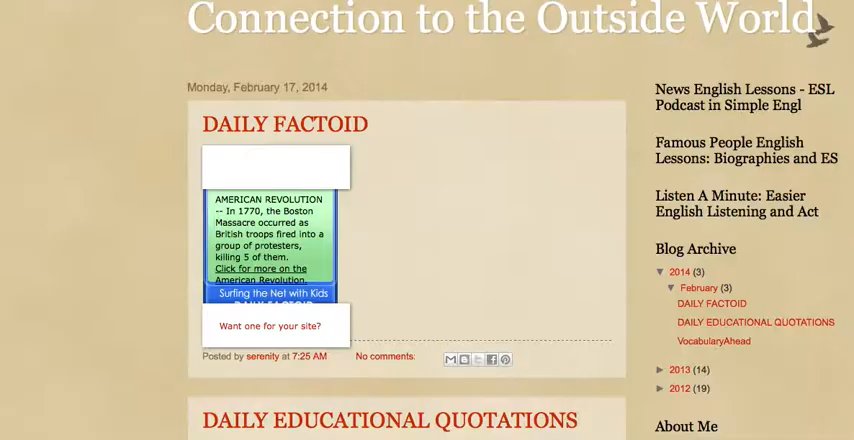 Connection to the Outside World
Monday, February 17, 2014
DAILY FACTOID
AMERICAN REVOLUTION
-- In 1770, the Boston
Massacre occurred as
British troops fired into a
group of protesters,
killing 5 of them.
Click for more on the
American Revolution.
Surfing the Net with Kids
DAILY FACTOID
Want one for your site?
Posted by serenity at 7:25 AM No comments:
DAILY EDUCATIONAL QUOTATIONS
News English Lessons - ESL
Podcast in Simple Engl
Famous People English
Lessons: Biographies and ES
Listen A Minute: Easier
English Listening and Act
Blog Archive
▼ 2014 (3)
▼ February (3)
DAILY FACTOID
DAILY EDUCATIONAL QUOTATIONS
VocabularyAhead
► 2013 (14)
► 2012 (19)
About Me